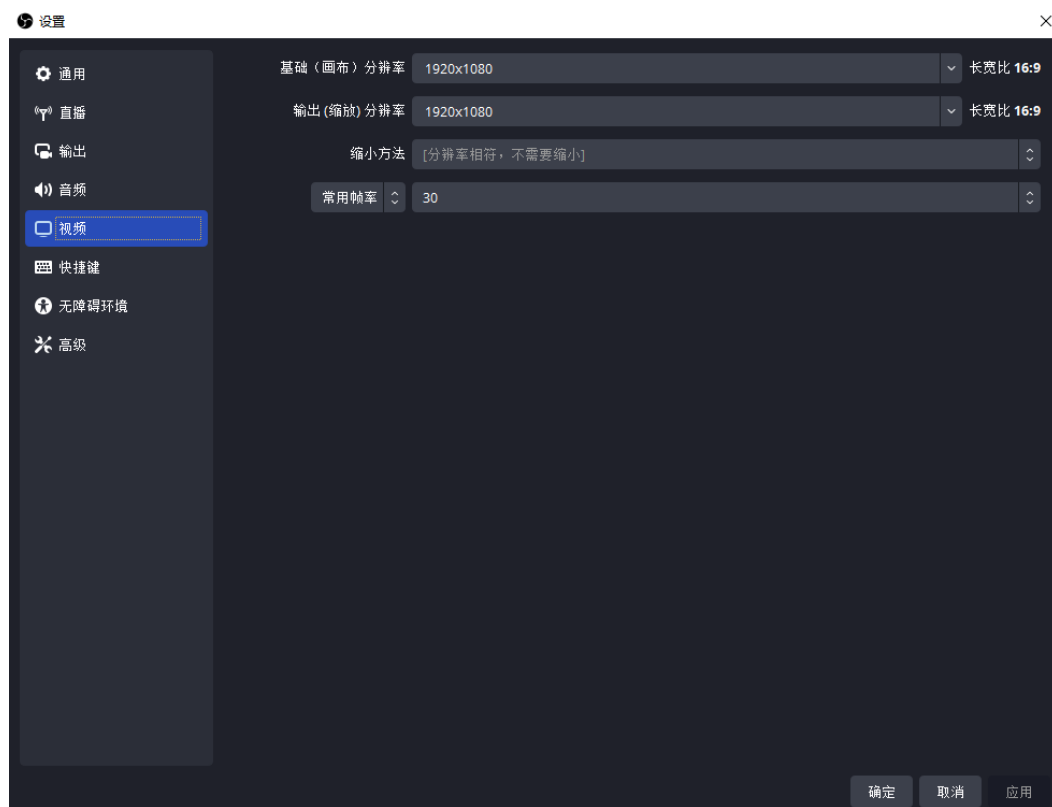 设置
通用
直播
输出
音频
视频
快捷键
无障碍环境
高级
基础（画布）分辨率 1920x1080 长宽比 16:9
输出 (缩放) 分辨率 1920x1080 长宽比 16:9
缩小方法 [分辨率相符，不需要缩小]
常用帧率 30
确定 取消 应用